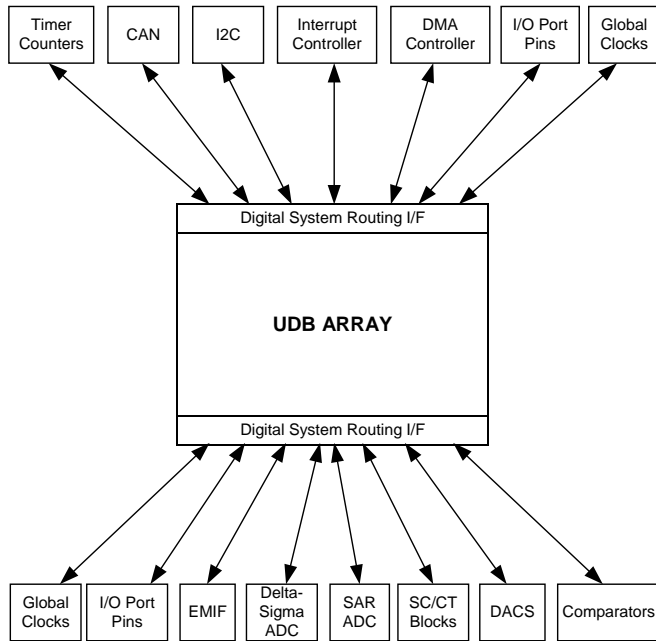 Timer
Counters
CAN
I2C
Interrupt
Controller
DMA
Controller
I/O Port
Pins
Global
Clocks
Digital System Routing I/F
UDB ARRAY
Digital System Routing I/F
Global
Clocks
I/O Port
Pins
EMIF
Delta-
Sigma
ADC
SAR
ADC
SC/CT
Blocks
DACS
Comparators